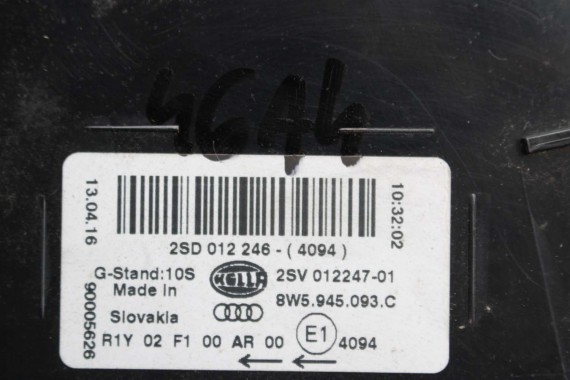 4GA4
13.04.16
90005626
10:32:02
2SD 012 246-(4094)
G-Stand:10S
HELLA
2SV 012247-01
Made In
8W5.945.093.C
Slovakia
R1Y 02 F1 00 AR 00
E1
4094